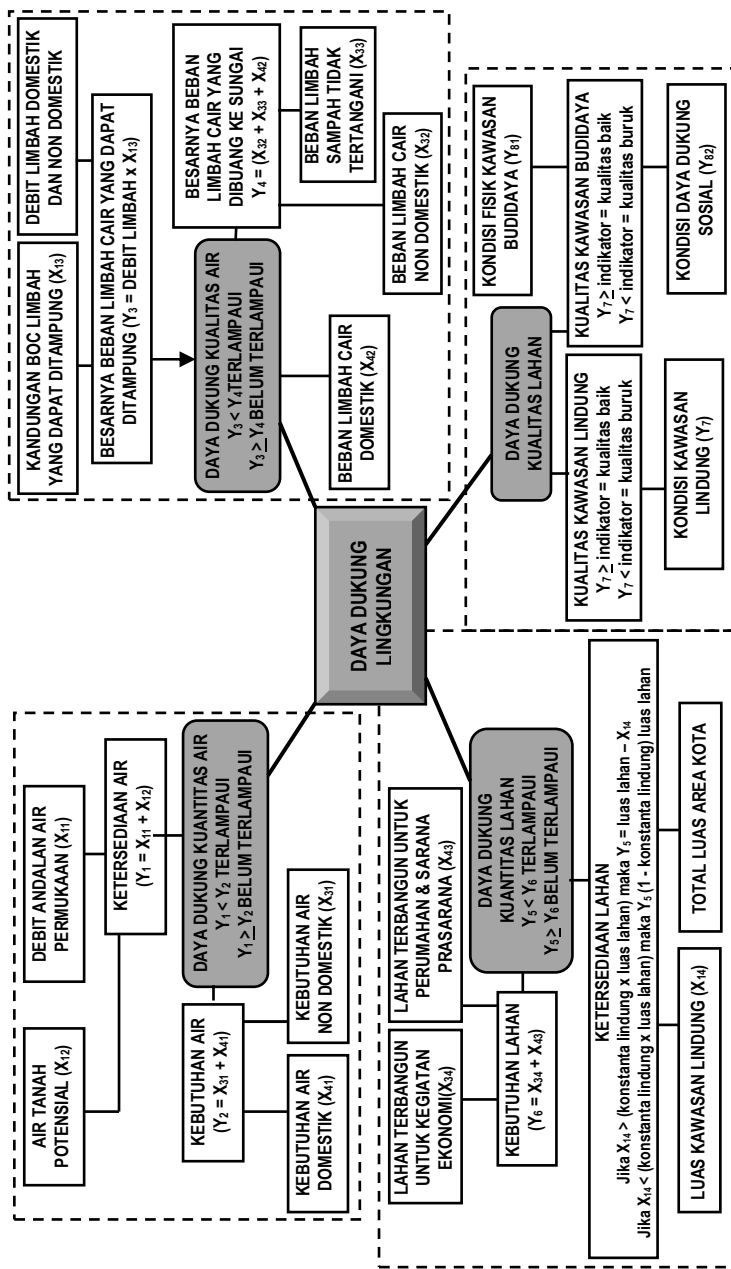 AIR TANAH
POTENSIAL (X12)
DEBIT ANDALAN AIR
PERMUKAAN (X11)
KETERSEDIAAN AIR
(Y1 = X11 + X12)
DAYA DUKUNG KUANTITAS AIR
Y1 < Y2 TERLAMPAUI
Y1 ≥ Y2 BELUM TERLAMPAUI
KEBUTUHAN AIR
(Y2 = X31 + X41)
KEBUTUHAN AIR
DOMESTIK (X41)
KEBUTUHAN AIR
NON DOMESTIK (X31)
KANDUNGAN BOC LIMBAH
YANG DAPAT DITAMPUNG (X13)
DEBIT LIMBAH DOMESTIK
DAN NON DOMESTIK
BESARNYA BEBAN LIMBAH CAIR YANG DAPAT
DITAMPUNG (Y3 = DEBIT LIMBAH x X13)
DAYA DUKUNG KUALITAS AIR
Y3 < Y4 TERLAMPAUI
Y3 ≥ Y4 BELUM TERLAMPAUI
BESARNYA BEBAN
LIMBAH CAIR YANG
DIBUANG KE SUNGAI
Y4 = (X32 + X33 + X42)
BEBAN LIMBAH CAIR
DOMESTIK (X42)
BEBAN LIMBAH CAIR
NON DOMESTIK (X32)
BEBAN LIMBAH
SAMPAH TIDAK
TERTANGANI (X33)
DAYA DUKUNG
LINGKUNGAN
LAHAN TERBANGUN
UNTUK KEGIATAN
EKONOMI(X34)
LAHAN TERBANGUN UNTUK
PERUMAHAN & SARANA
PRASARANA (X43)
KEBUTUHAN LAHAN
(Y6 = X34 + X43)
DAYA DUKUNG
KUANTITAS LAHAN
Y5 < Y6 TERLAMPAUI
Y5 ≥ Y6 BELUM TERLAMPAUI
KETERSEDIAAN LAHAN
Jika X14 > (konstanta lindung x luas lahan) maka Y5 = luas lahan – X14
Jika X14 < (konstanta lindung x luas lahan) maka Y5 (1 - konstanta lindung) luas lahan
LUAS KAWASAN LINDUNG (X14)
TOTAL LUAS AREA KOTA
DAYA DUKUNG
KUALITAS LAHAN
KONDISI FISIK KAWASAN
BUDIDAYA (Y81)
KUALITAS KAWASAN LINDUNG
Y7 ≥ indikator = kualitas baik
Y7 < indikator = kualitas buruk
KUALITAS KAWASAN BUDIDAYA
Y7 ≥ indikator = kualitas baik
Y7 < indikator = kualitas buruk
KONDISI KAWASAN
LINDUNG (Y7)
KONDISI DAYA DUKUNG
SOSIAL (Y82)